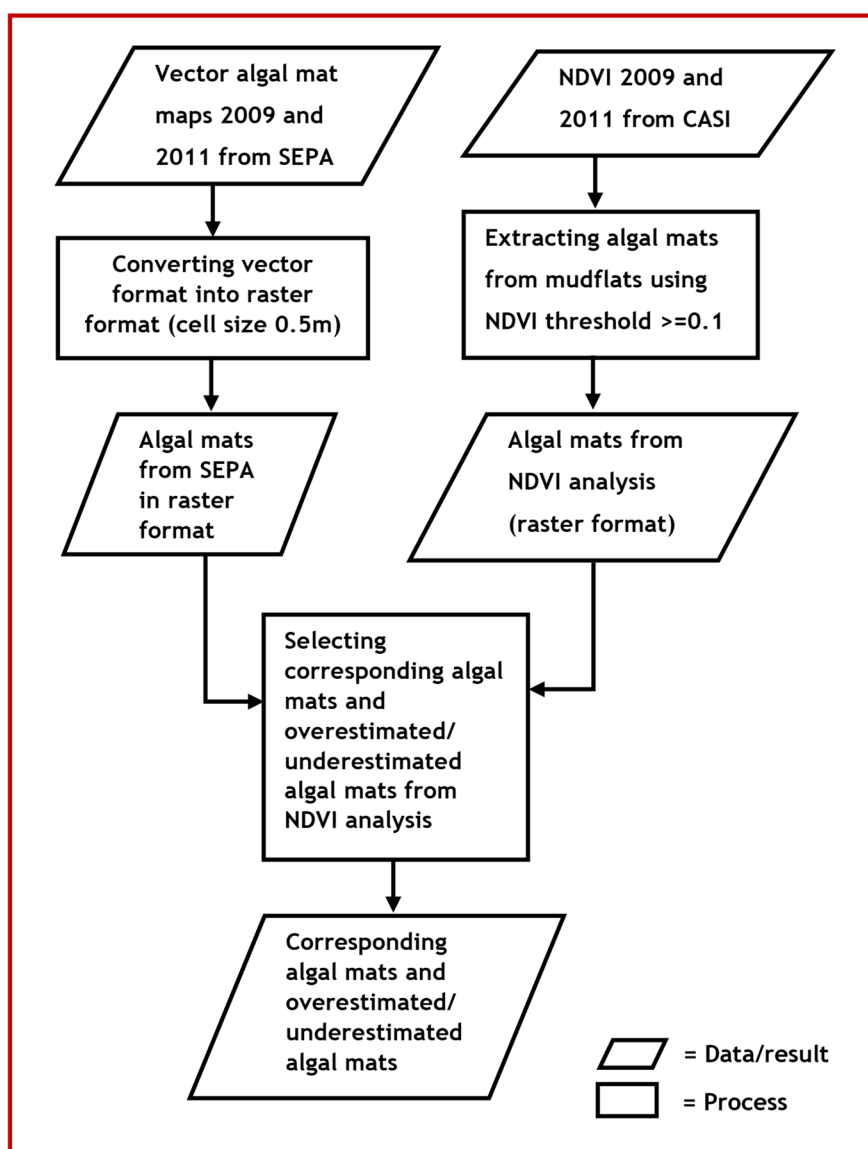 Vector algal mat
maps 2009 and
2011 from SEPA
NDVI 2009 and
2011 from CASI
Converting vector
format into raster
format (cell size 0.5m)
Extracting algal mats
from mudflats using
NDVI threshold >=0.1
Algal mats
from SEPA
in raster
format
Algal mats from
NDVI analysis
(raster format)
Selecting
corresponding algal
mats and
overestimated/
underestimated
algal mats from
NDVI analysis
Corresponding
algal mats and
overestimated/
underestimated
algal mats
= Data/result
= Process